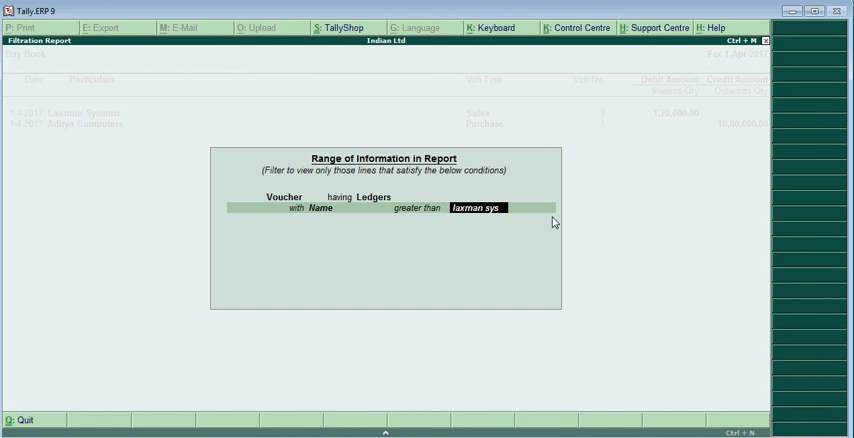 Tally.ERP 9
P: Print E: Export M: E-Mail O: Upload S: TallyShop G: Language K: Keyboard K: Control Centre H: Support Centre H: Help
Filtration Report Indian Ltd Ctrl + M
Day Book For 1-Apr-2017
Date Particulars Vch Type Vch No. Debit Amount Credit Amount
Inwards Qty Outwards Qty
1-4-2017 Laxman Systems Sales 1,20,000.00
1-4-2017 Aditya Computers Purchase 1 10,00,000.00
Range of Information in Report
(Filter to view only those lines that satisfy the below conditions)
Voucher having Ledgers
with Name greater than laxman sys
Q: Quit
Ctrl + N